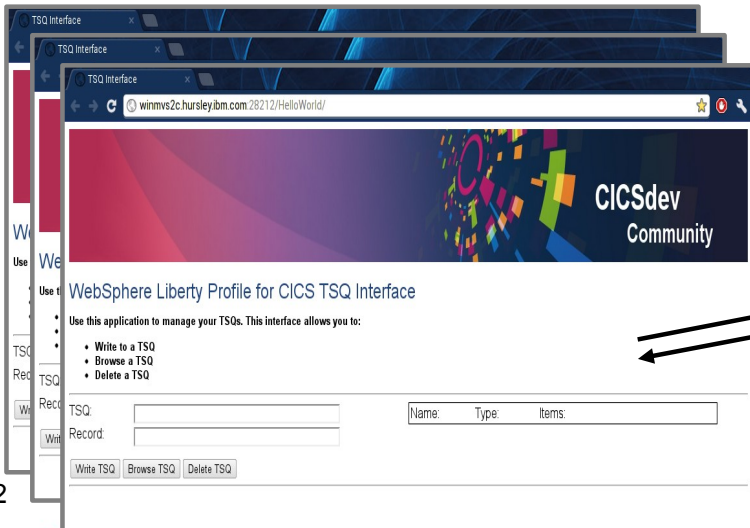 TSQ Interface
TSQ Interface
TSQ Interface
winmvs2c.hursley.ibm.com:28212/HelloWorld/
CICSdev
Community
WebSphere Liberty Profile for CICS TSQ Interface
Use this application to manage your TSQs. This interface allows you to:
• Write to a TSQ
• Browse a TSQ
• Delete a TSQ
TSQ:
Name: Type: Items:
Record:
Write TSQ Browse TSQ Delete TSQ
2